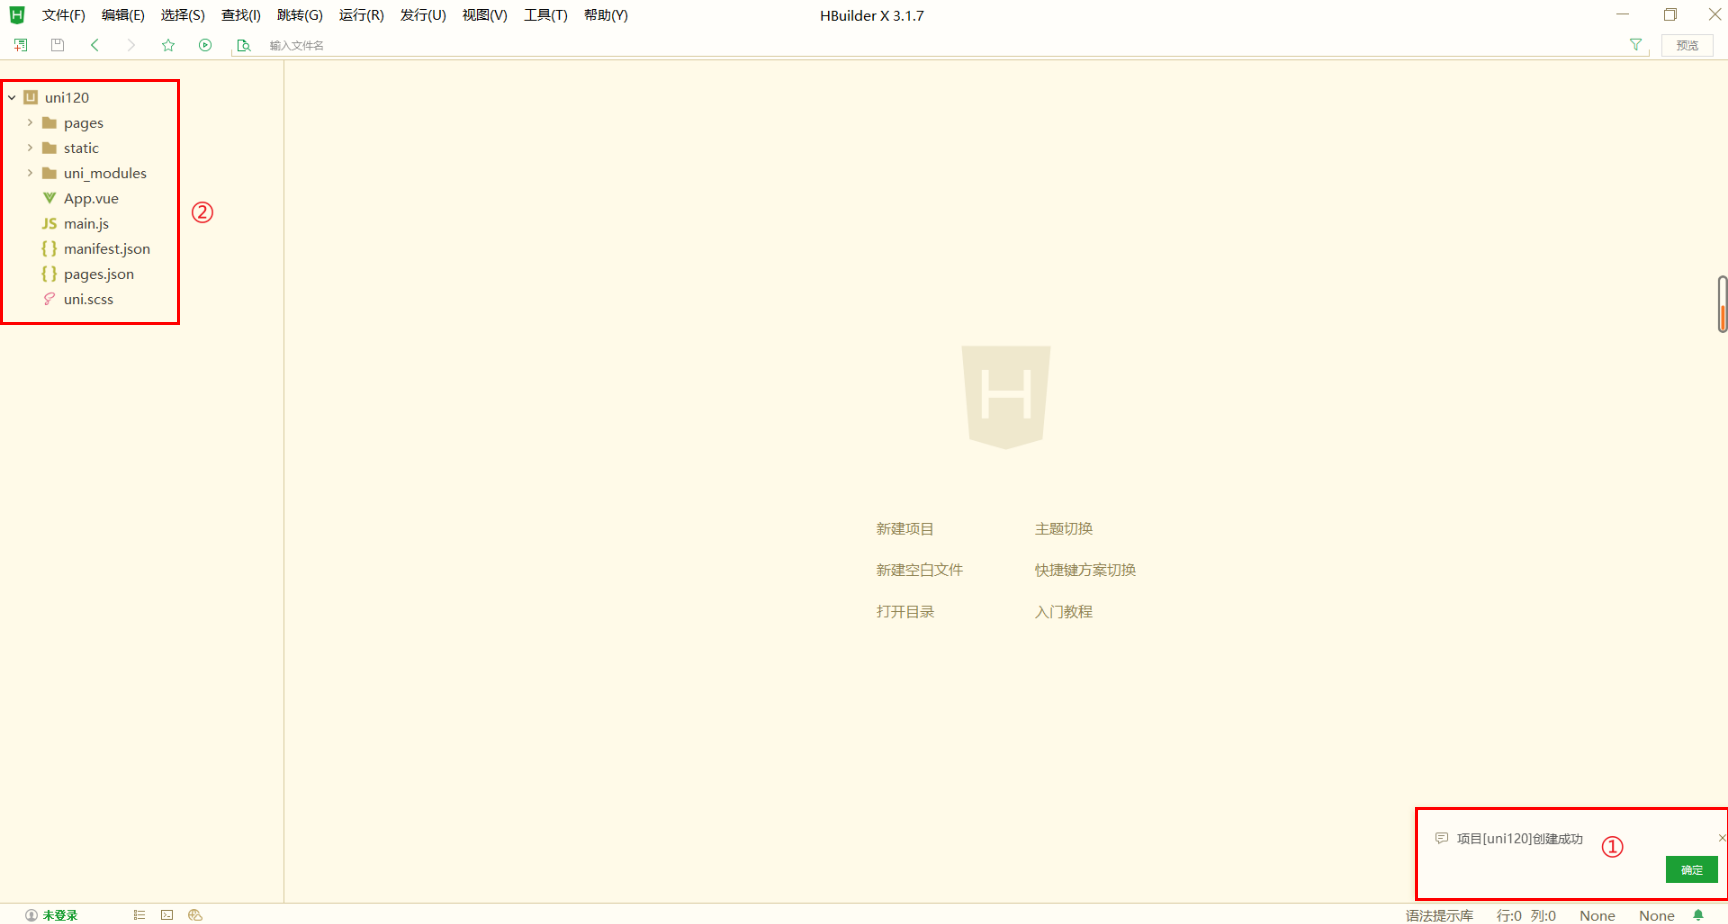 文件(F) 编辑(E) 选择(S) 查找(I) 跳转(G) 运行(R) 发行(U) 视图(V) 工具(T) 帮助(Y) HBuilder X 3.1.7
输入文件名 预览
uni120
pages
static
uni_modules
App.vue
②
JS main.js
manifest.json
pages.json
uni.scss
H
新建项目 主题切换
新建空白文件 快捷键方案切换
打开目录 入门教程
项目[uni120]创建成功 ①
确定
未登录 语法提示库 行:0 列:0 None None